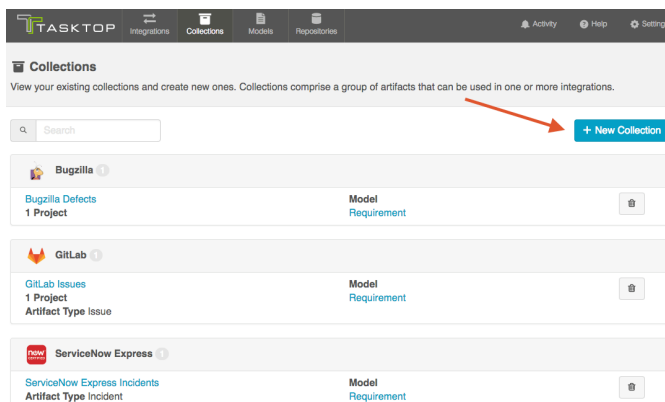 TASKTOP
Integrations
Collections
Models
Repositories
Activity
Help
Setting
Collections
View your existing collections and create new ones. Collections comprise a group of artifacts that can be used in one or more integrations.
Search
+ New Collection
Bugzilla 1
Bugzilla Defects
Model
1 Project
Requirement
GitLab 1
GitLab Issues
Model
1 Project
Requirement
Artifact Type Issue
now
ServiceNow Express 1
ServiceNow Express Incidents
Model
Artifact Type Incident
Requirement